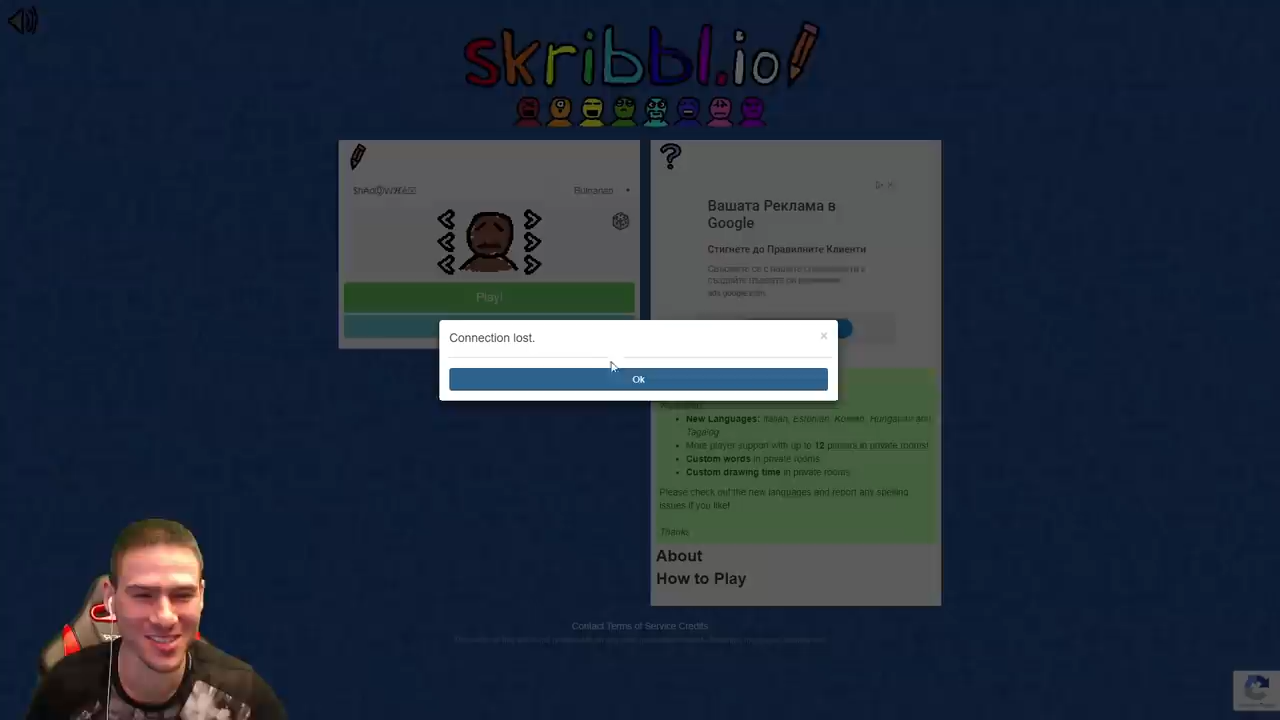 skribbl.io
Bulgarian
Вашата Реклама в
Google
Стигнете до Правилните Клиенти
ads.google.com
Play!
Connection lost.
×
Ok
New Languages: Italian, Estonian, Korean, Hungarian and
Tagalog
More player support with up to 12 players in private rooms!
Custom words in private rooms
Custom drawing time in private rooms
Please check out the new languages and report any spelling
issues if you like!
Thanks
About
How to Play
Contact Terms of Service Credits